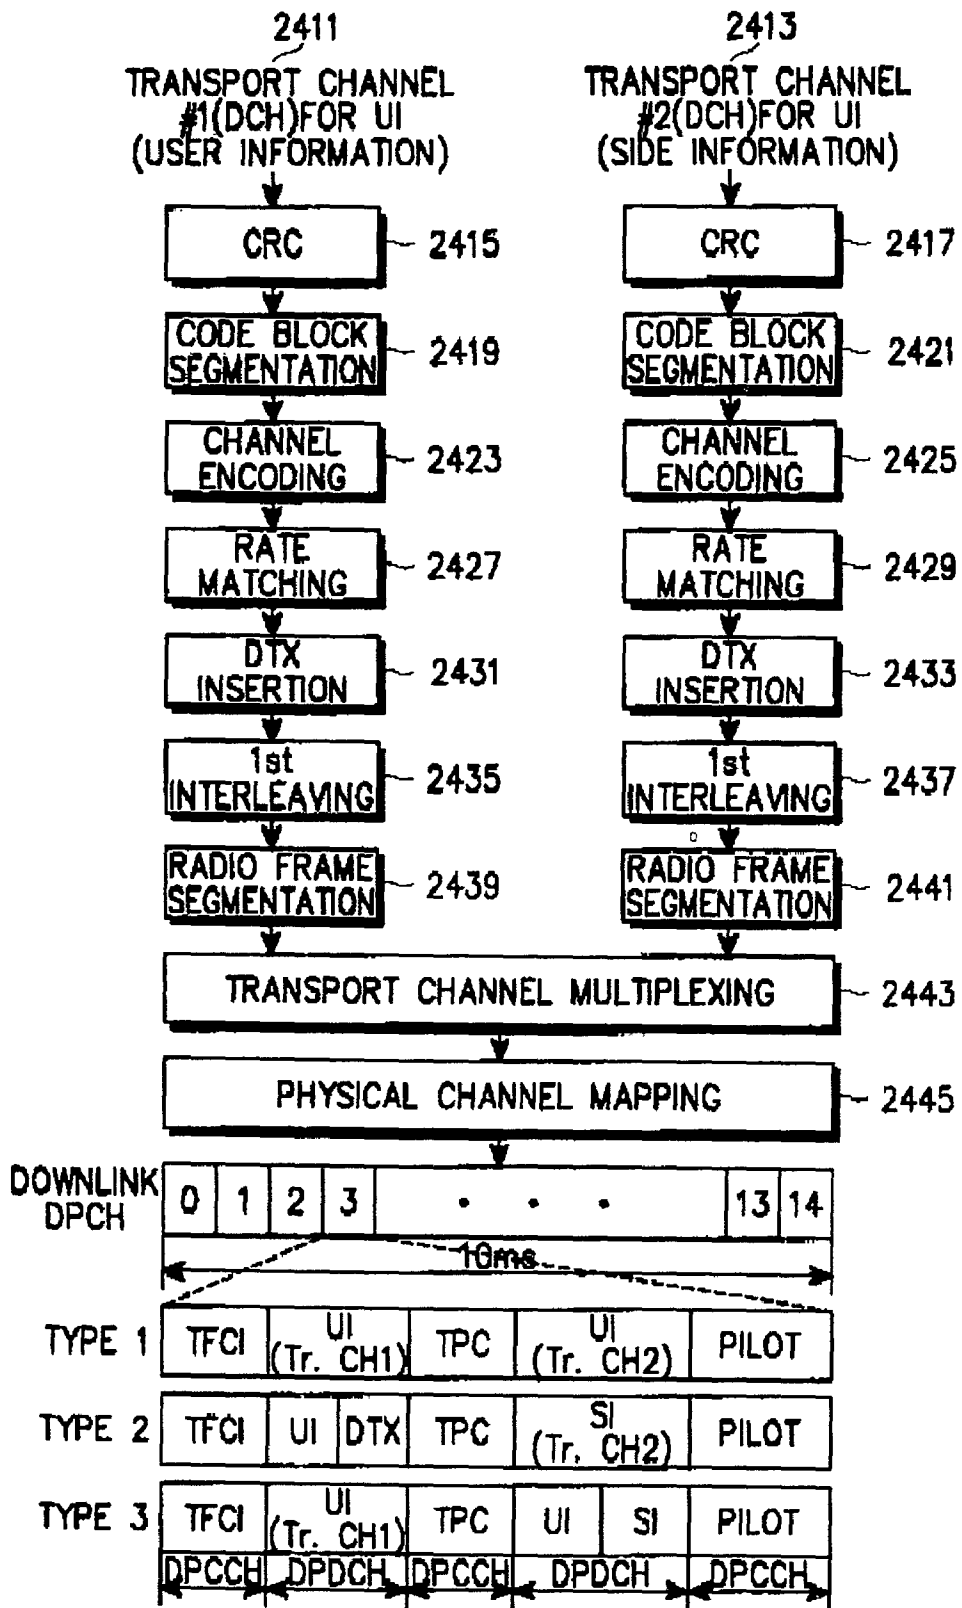 2411
TRANSPORT CHANNEL
#1(DCH)FOR UI
(USER INFORMATION)
2413
TRANSPORT CHANNEL
#2(DCH)FOR UI
(SIDE INFORMATION)
CRC
2415
CRC
2417
CODE BLOCK
SEGMENTATION
2419
CODE BLOCK
SEGMENTATION
2421
CHANNEL
ENCODING
2423
CHANNEL
ENCODING
2425
RATE
MATCHING
2427
RATE
MATCHING
2429
DTX
INSERTION
2431
DTX
INSERTION
2433
1st
INTERLEAVING
2435
1st
INTERLEAVING
2437
RADIO FRAME
SEGMENTATION
2439
RADIO FRAME
SEGMENTATION
2441
TRANSPORT CHANNEL MULTIPLEXING
2443
PHYSICAL CHANNEL MAPPING
2445
DOWNLINK
DPCH
0 1 2 3 . . . 13 14
10ms
TYPE 1
TFCI
UI
(Tr. CH1)
TPC
UI
(Tr. CH2)
PILOT
TYPE 2
TFCI
UI
DTX
TPC
SI
(Tr. CH2)
PILOT
TYPE 3
TFCI
UI
(Tr. CH1)
TPC
UI
SI
PILOT
DPCCH DPDCH DPCCH DPDCH DPCCH